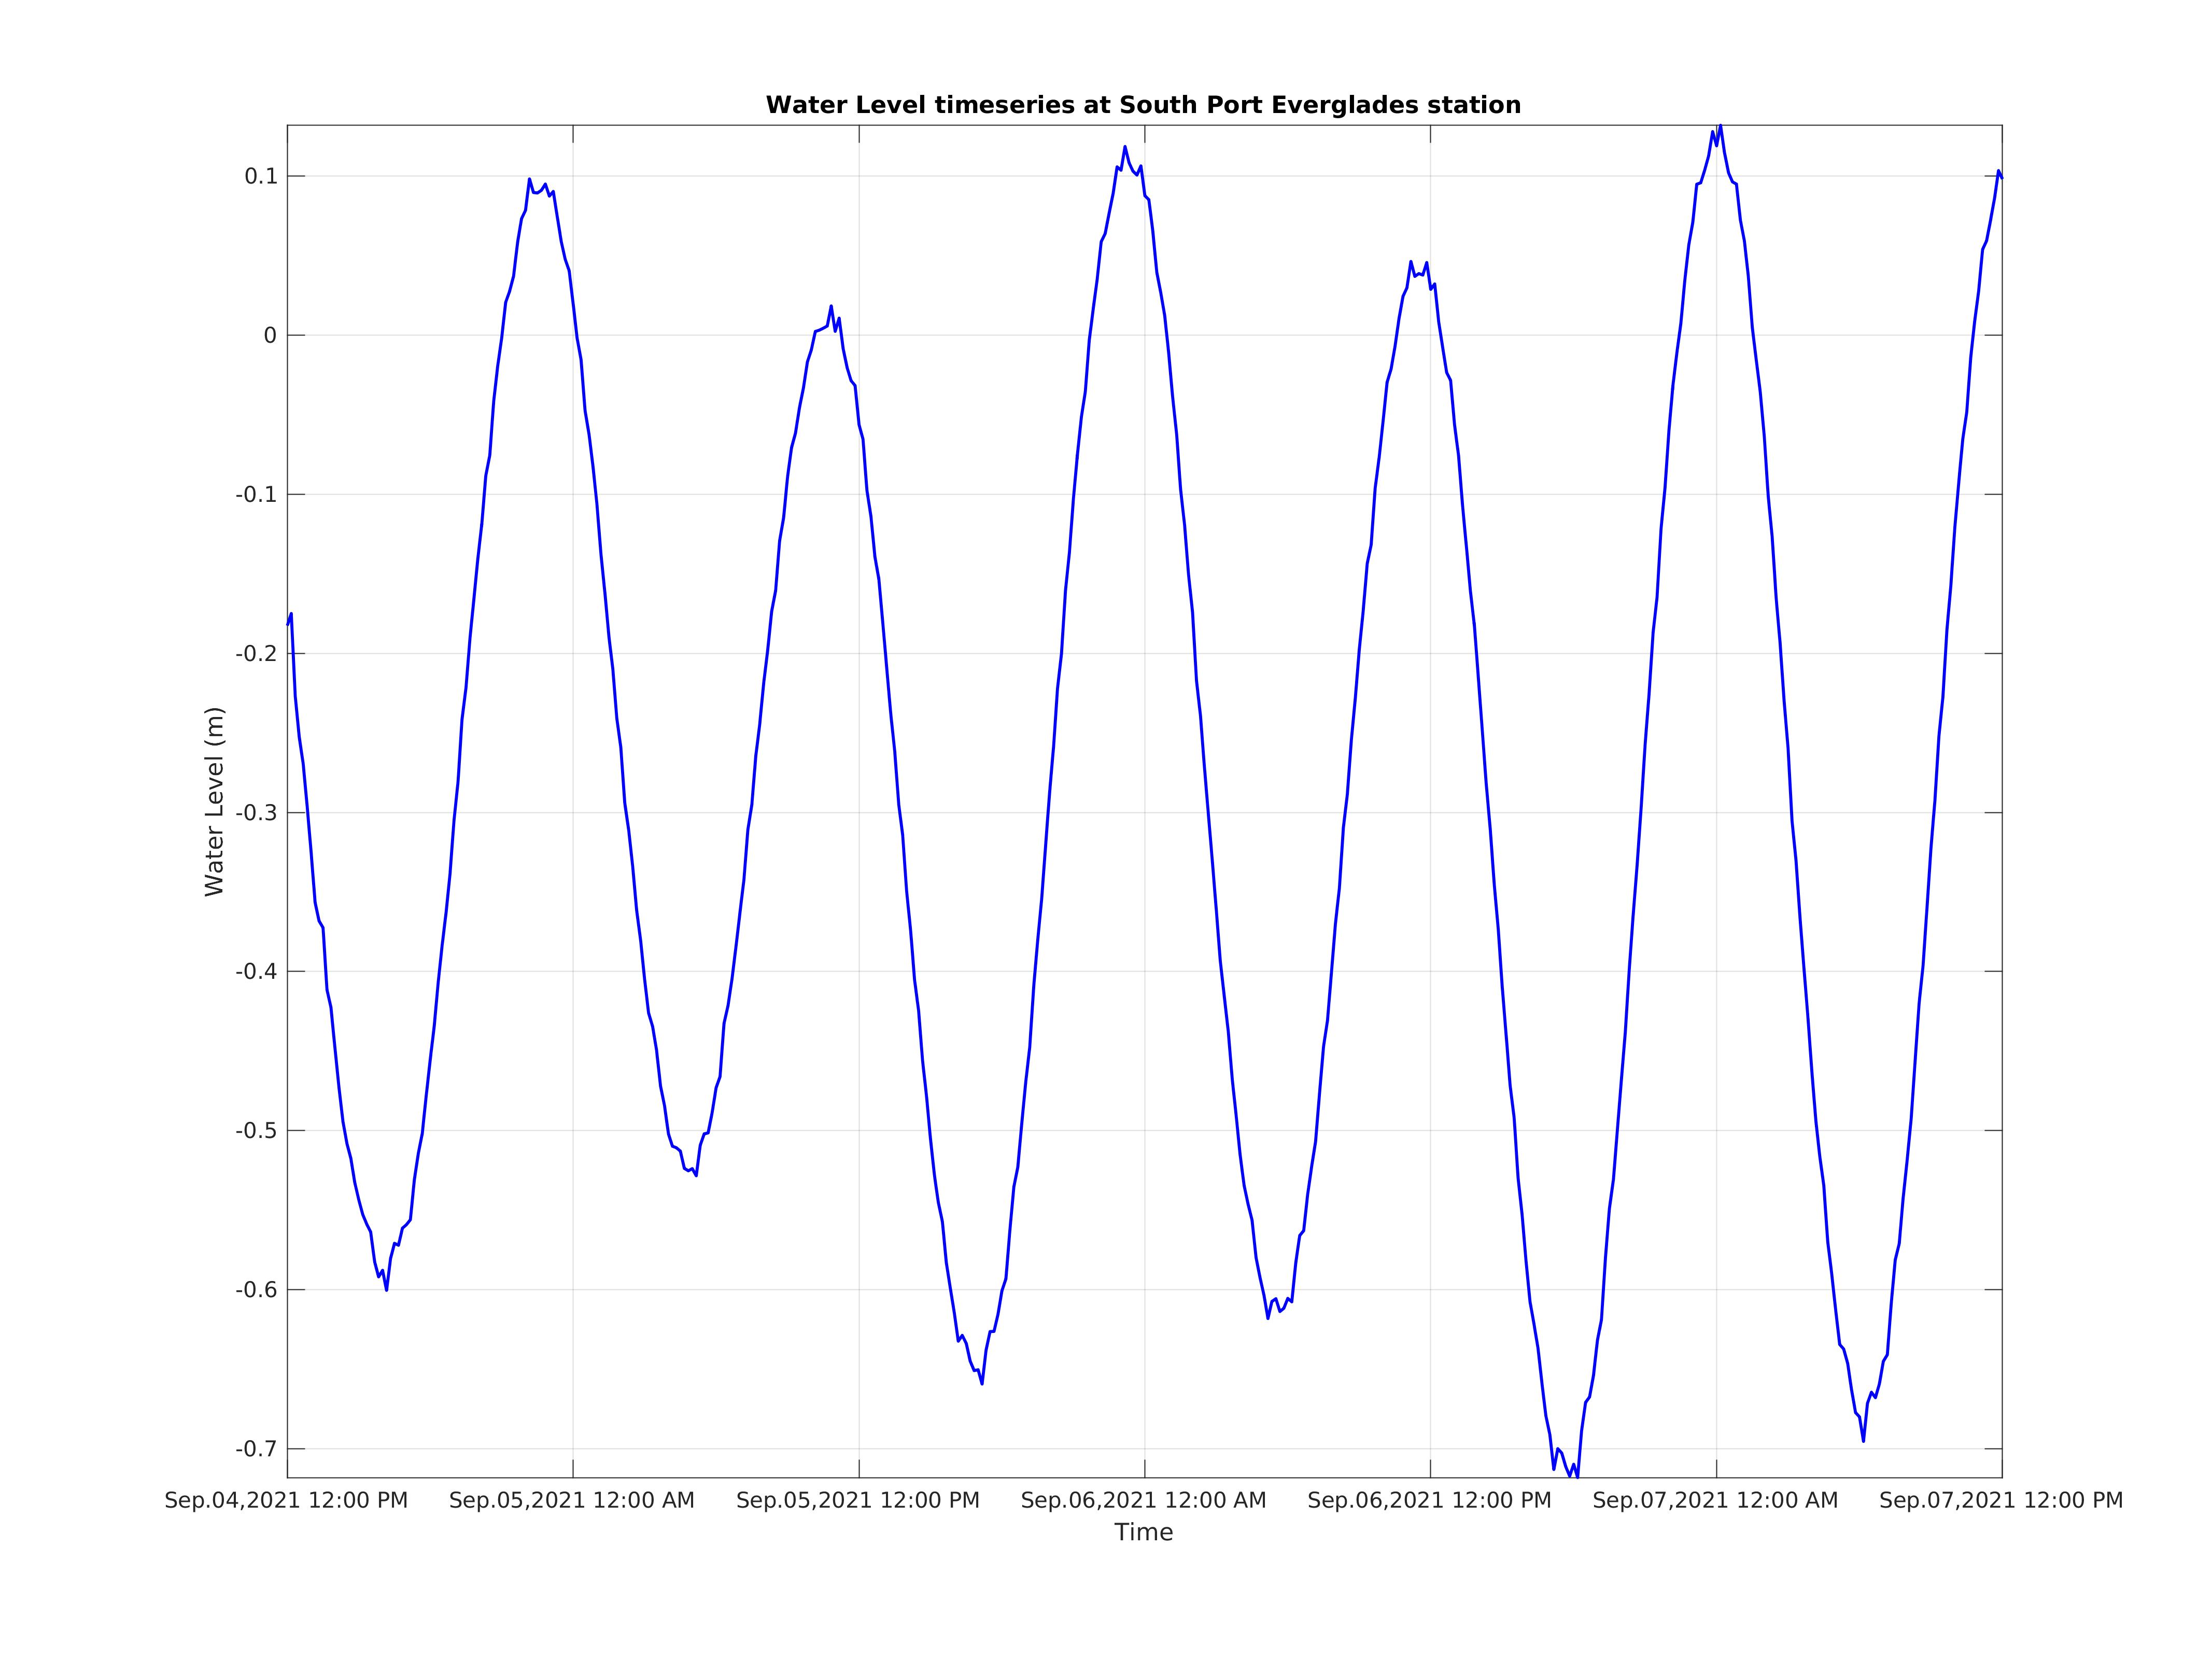 Water Level timeseries at South Port Everglades station
0.1
0
-0.1
-0.2
-0.3
-0.4
-0.5
-0.6
-0.7
Water Level (m)
Sep.04,2021 12:00 PM Sep.05,2021 12:00 AM Sep.05,2021 12:00 PM Sep.06,2021 12:00 AM Sep.06,2021 12:00 PM Sep.07,2021 12:00 AM Sep.07,2021 12:00 PM
Time